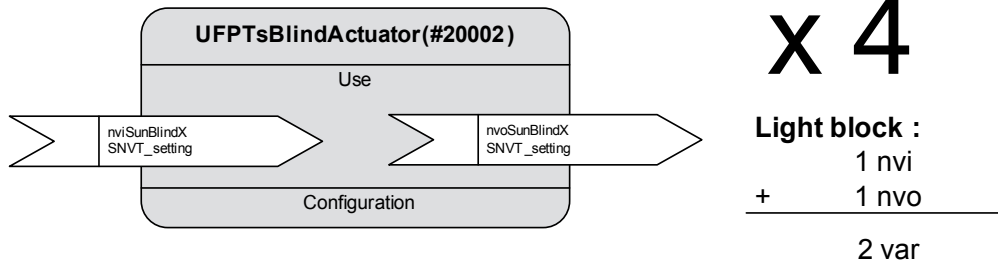 UFPTsBlindActuator(#20002)
Use
nviSunBlindX
SNVT_setting
nvoSunBlindX
SNVT_setting
Configuration
x 4
Light block :
1 nvi
+ 1 nvo
2 var